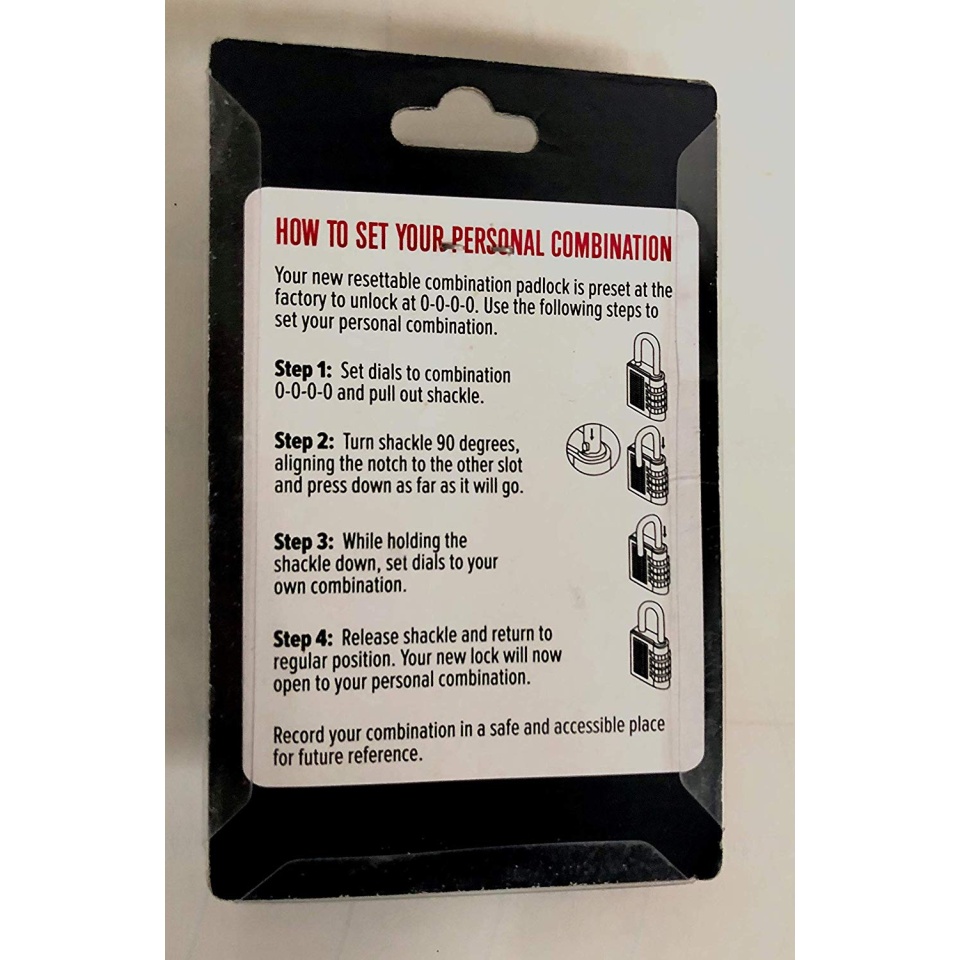 HOW TO SET YOUR PERSONAL COMBINATION
Your new resettable combination padlock is preset at the
factory to unlock at 0-0-0-0. Use the following steps to
set your personal combination.
Step 1: Set dials to combination
0-0-0-0 and pull out shackle.
Step 2: Turn shackle 90 degrees,
aligning the notch to the other slot
and press down as far as it will go.
Step 3: While holding the
shackle down, set dials to your
own combination.
Step 4: Release shackle and return to
regular position. Your new lock will now
open to your personal combination.
Record your combination in a safe and accessible place
for future reference.